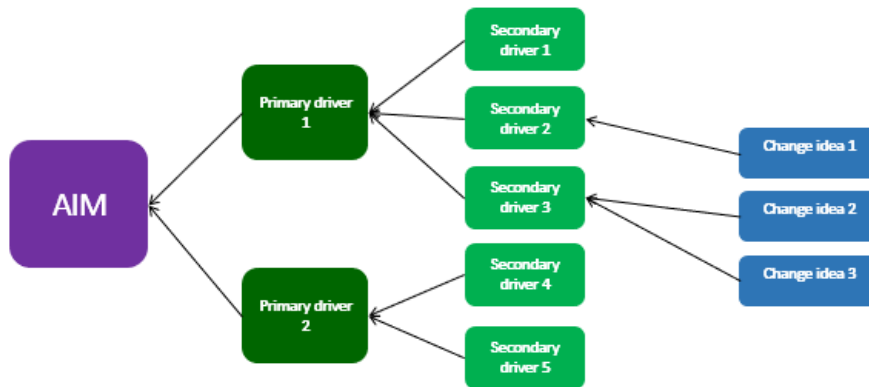 AIM
Primary driver
1
Primary driver
2
Secondary
driver 1
Secondary
driver 2
Secondary
driver 3
Secondary
driver 4
Secondary
driver 5
Change idea 1
Change idea 2
Change idea 3